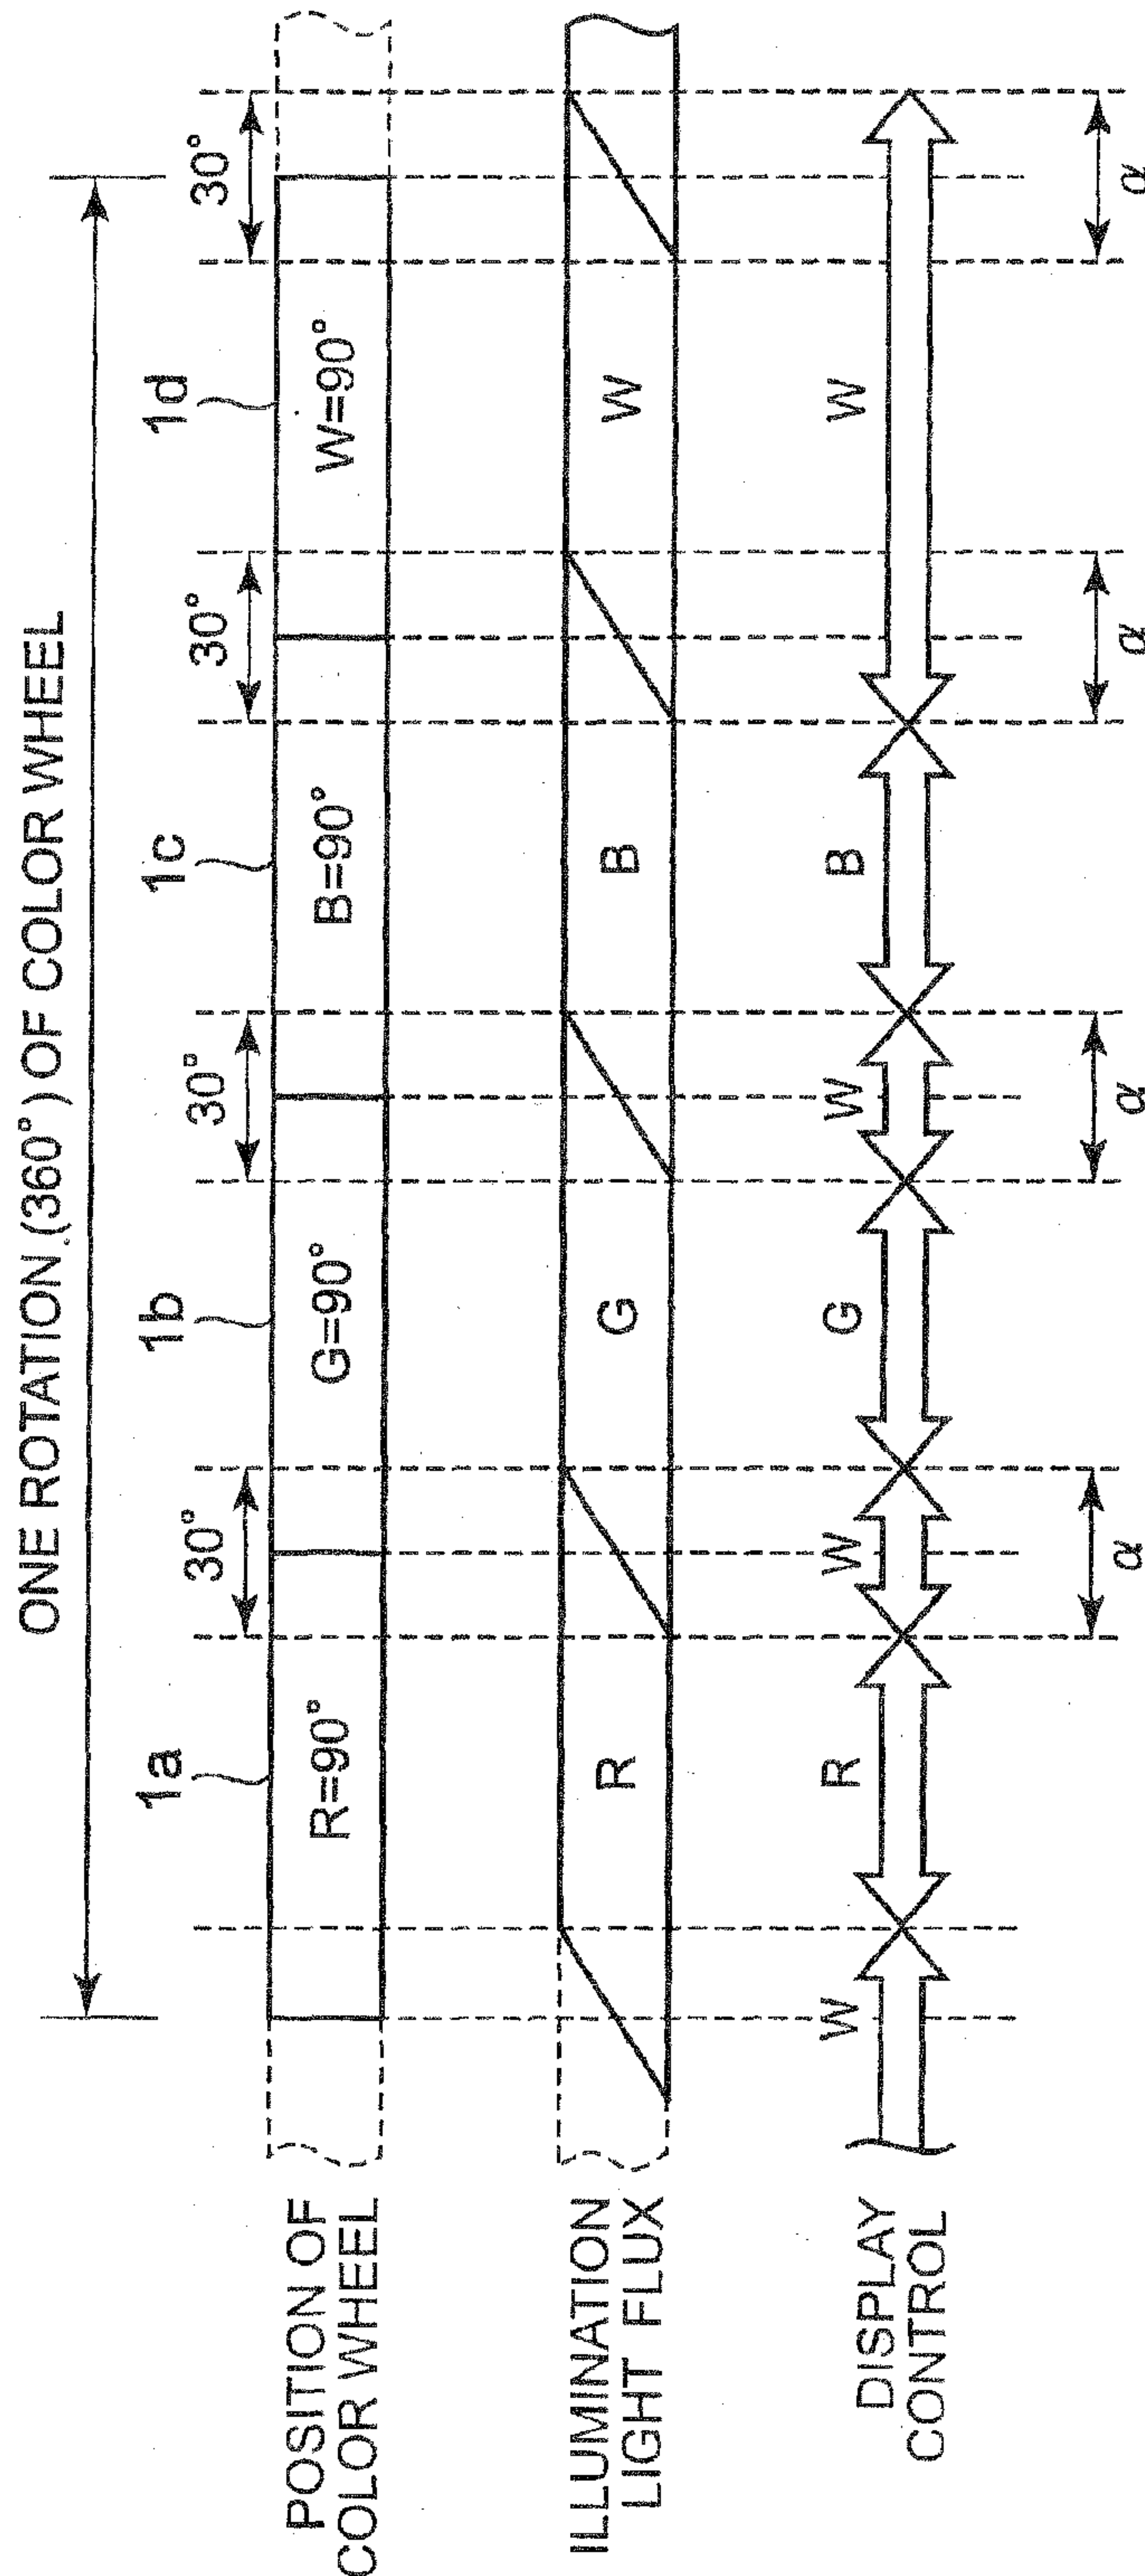 ONE ROTATION (360°) OF COLOR WHEEL
1a
1b
1c
1d
30°
30°
30°
30°
POSITION OF
COLOR WHEEL
R=90°
G=90°
B=90°
W=90°
ILLUMINATION
LIGHT FLUX
R
G
B
W
DISPLAY
CONTROL
W
R
W
G
W
B
W
α
α
α
α